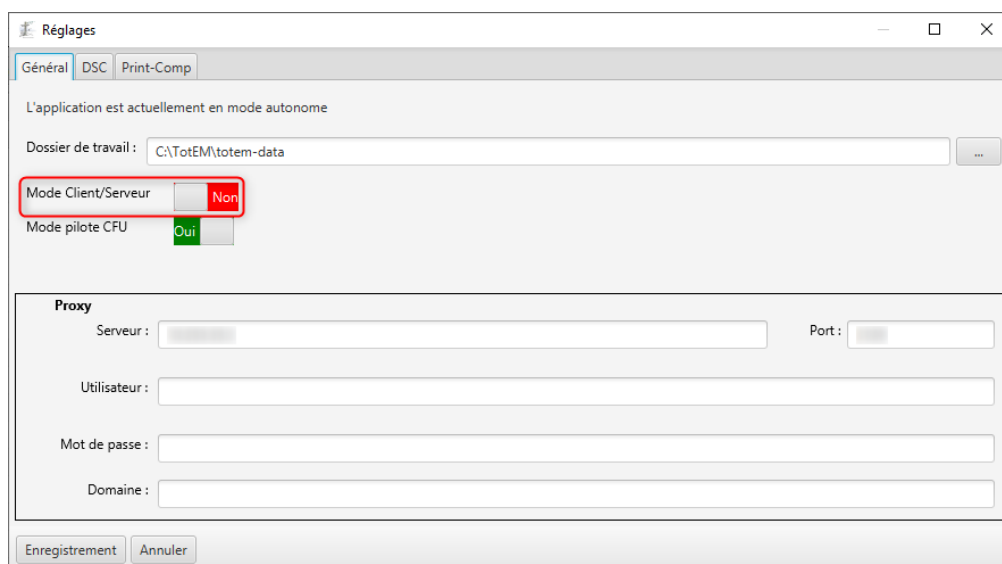 Réglages
Général DSC Print-Comp
L'application est actuellement en mode autonome
Dossier de travail : C:\TotEM\totem-data ...
Mode Client/Serveur Non
Mode pilote CFU Oui
Proxy
Serveur : Port :
Utilisateur :
Mot de passe :
Domaine :
Enregistrement Annuler